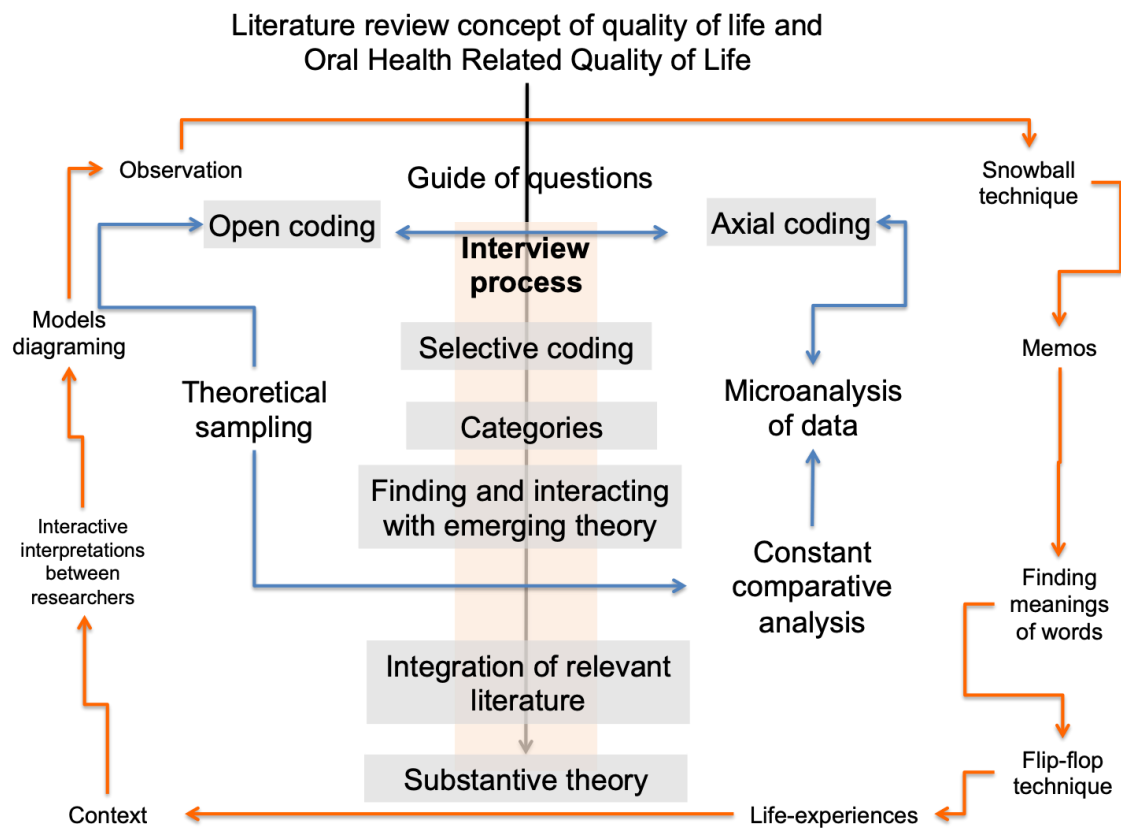 Literature review concept of quality of life and
Oral Health Related Quality of Life
Observation
Snowball
technique
Guide of questions
Open coding
Axial coding
Interview
process
Models
diagraming
Selective coding
Memos
Theoretical
sampling
Microanalysis
of data
Categories
Finding and interacting
with emerging theory
Interactive
interpretations
between
researchers
Constant
comparative
analysis
Finding
meanings
of words
Integration of relevant
literature
Substantive theory
Flip-flop
technique
Context
Life-experiences